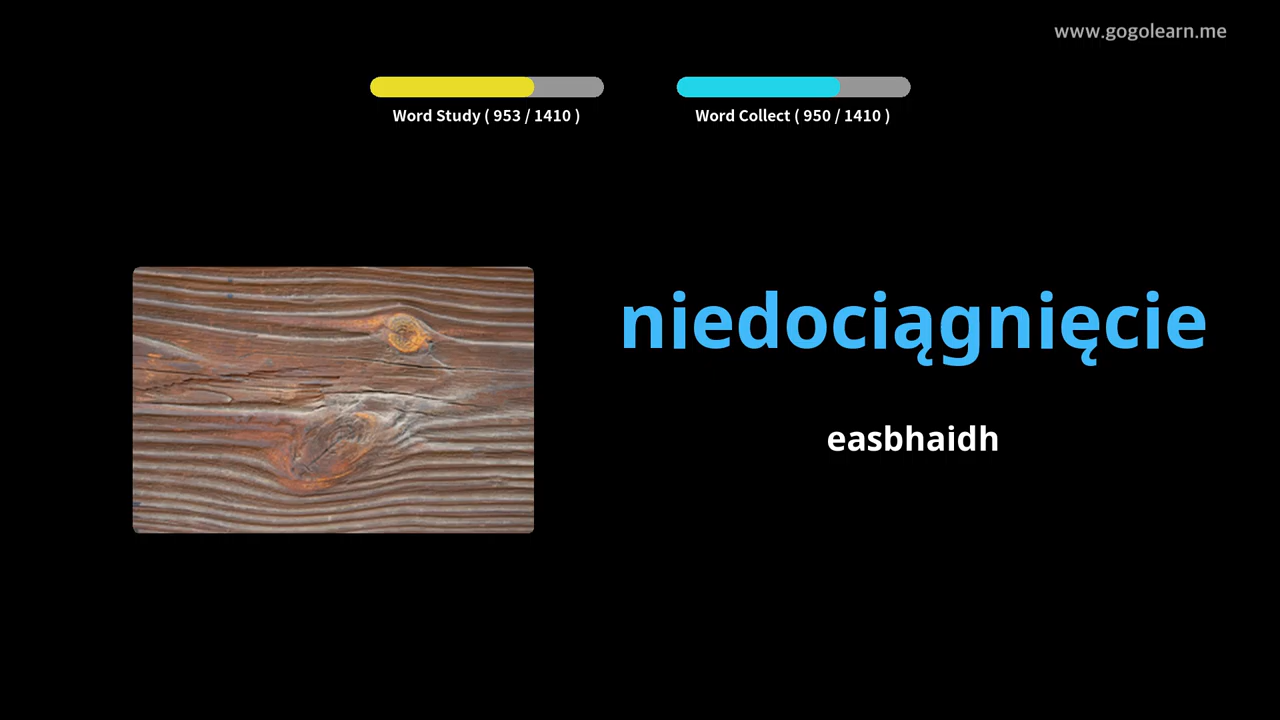 www.gogolearn.me
Word Study ( 953 / 1410 )
Word Collect ( 950 / 1410 )
niedociągnięcie
easbhaidh